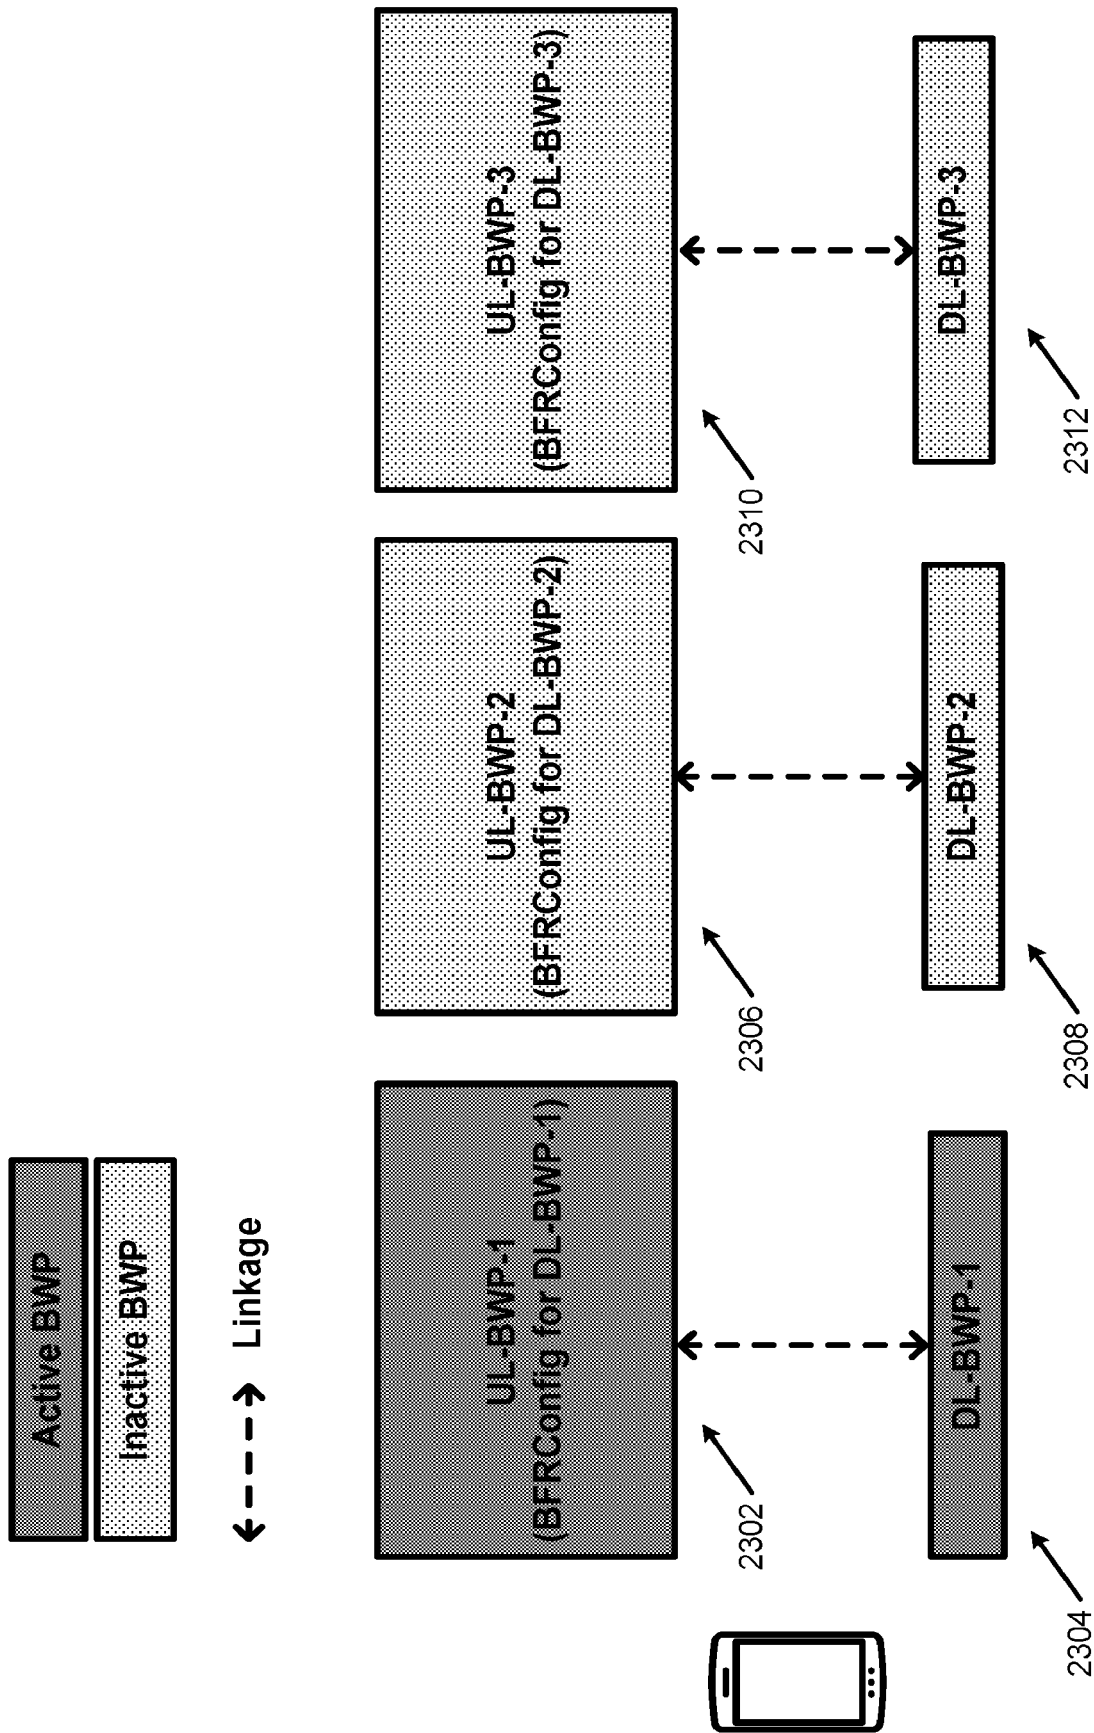 Active BWP
Inactive BWP
Linkage
UL-BWP-1
(BFRConfig for DL-BWP-1)
UL-BWP-2
(BFRConfig for DL-BWP-2)
UL-BWP-3
(BFRConfig for DL-BWP-3)
2302
2306
2310
DL-BWP-1
DL-BWP-2
DL-BWP-3
2304
2308
2312